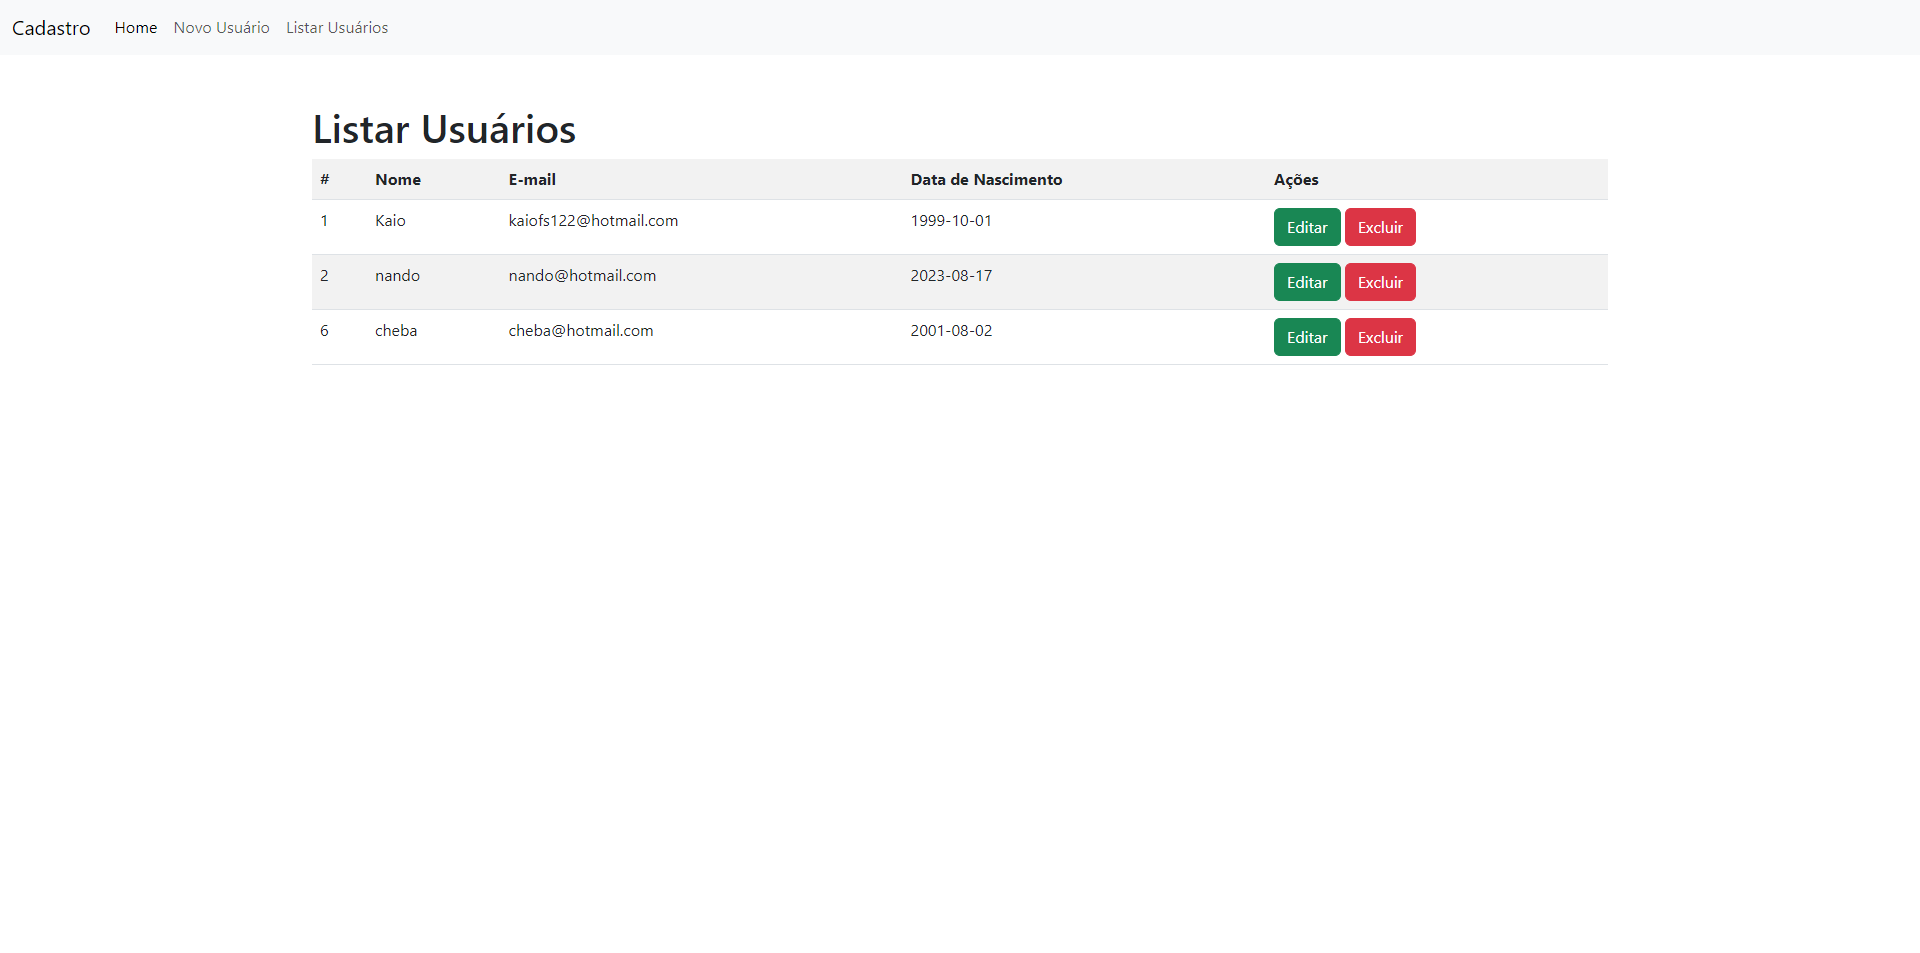 Cadastro Home Novo Usuário Listar Usuários
Listar Usuários
# Nome E-mail Data de Nascimento Ações
1 Kaio kaiofs122@hotmail.com 1999-10-01 Editar Excluir
2 nando nando@hotmail.com 2023-08-17 Editar Excluir
6 cheba cheba@hotmail.com 2001-08-02 Editar Excluir